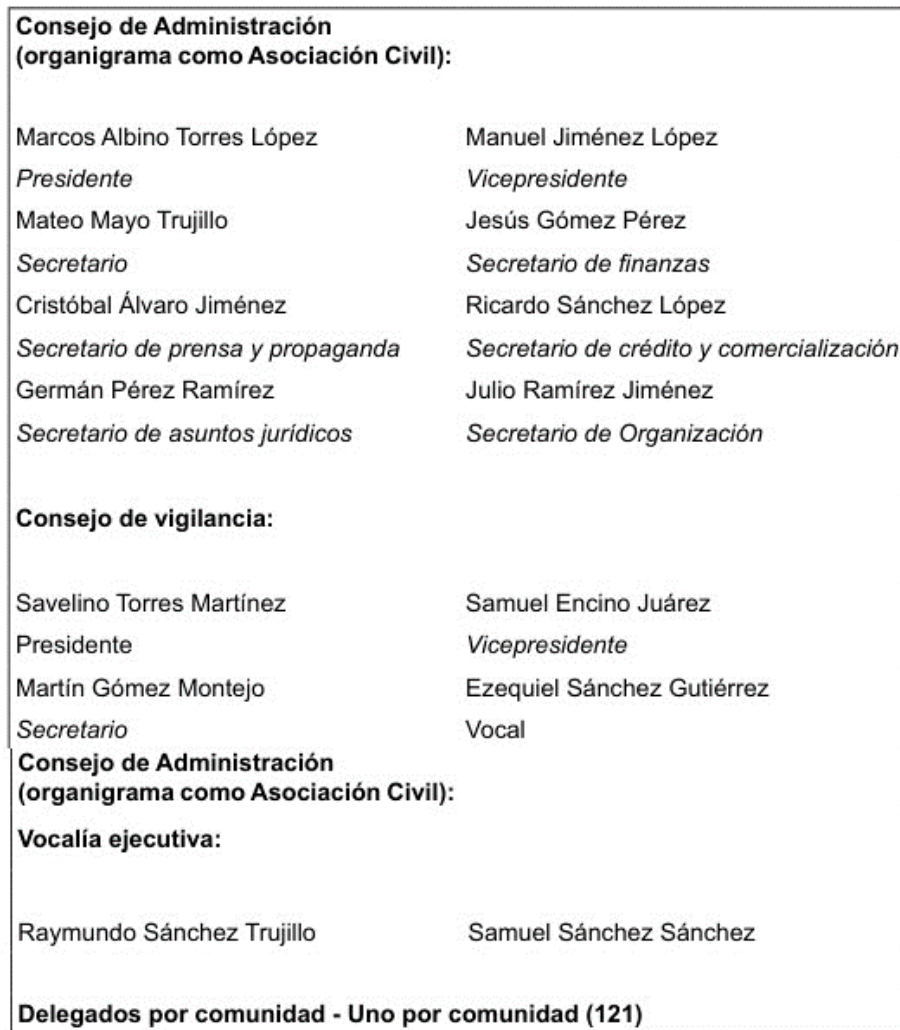 Consejo de Administración
(organigrama como Asociación Civil):
Marcos Albino Torres López Manuel Jiménez López
Presidente Vicepresidente
Mateo Mayo Trujillo Jesús Gómez Pérez
Secretario Secretario de finanzas
Cristóbal Álvaro Jiménez Ricardo Sánchez López
Secretario de prensa y propaganda Secretario de crédito y comercialización
Germán Pérez Ramírez Julio Ramírez Jiménez
Secretario de asuntos jurídicos Secretario de Organización
Consejo de vigilancia:
Savelino Torres Martínez Samuel Encino Juárez
Presidente Vicepresidente
Martín Gómez Montejo Ezequiel Sánchez Gutiérrez
Secretario Vocal
Consejo de Administración
(organigrama como Asociación Civil):
Vocalía ejecutiva:
Raymundo Sánchez Trujillo Samuel Sánchez Sánchez
Delegados por comunidad - Uno por comunidad (121)